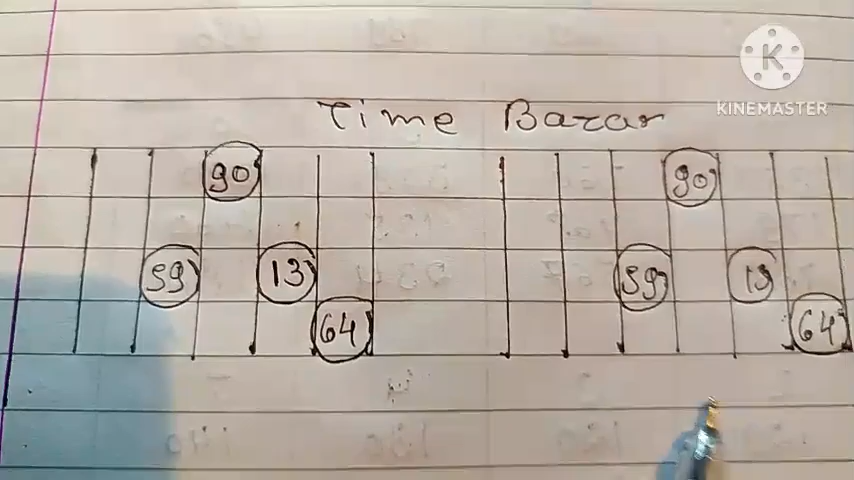 Time Bazar
K
KINEMASTER
90 90
59 13 59 13
64 64